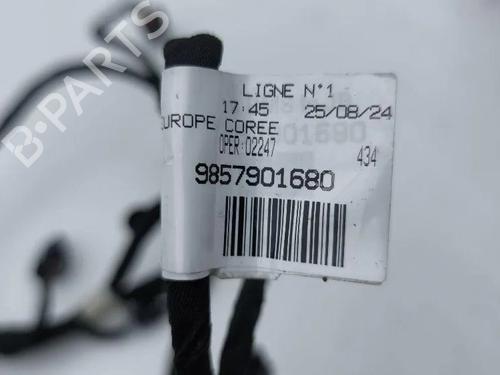 B-PARTS
LIGNE N°1
17:45 25/08/24
EUROPE COREE
OPER:02247 434
9857901680